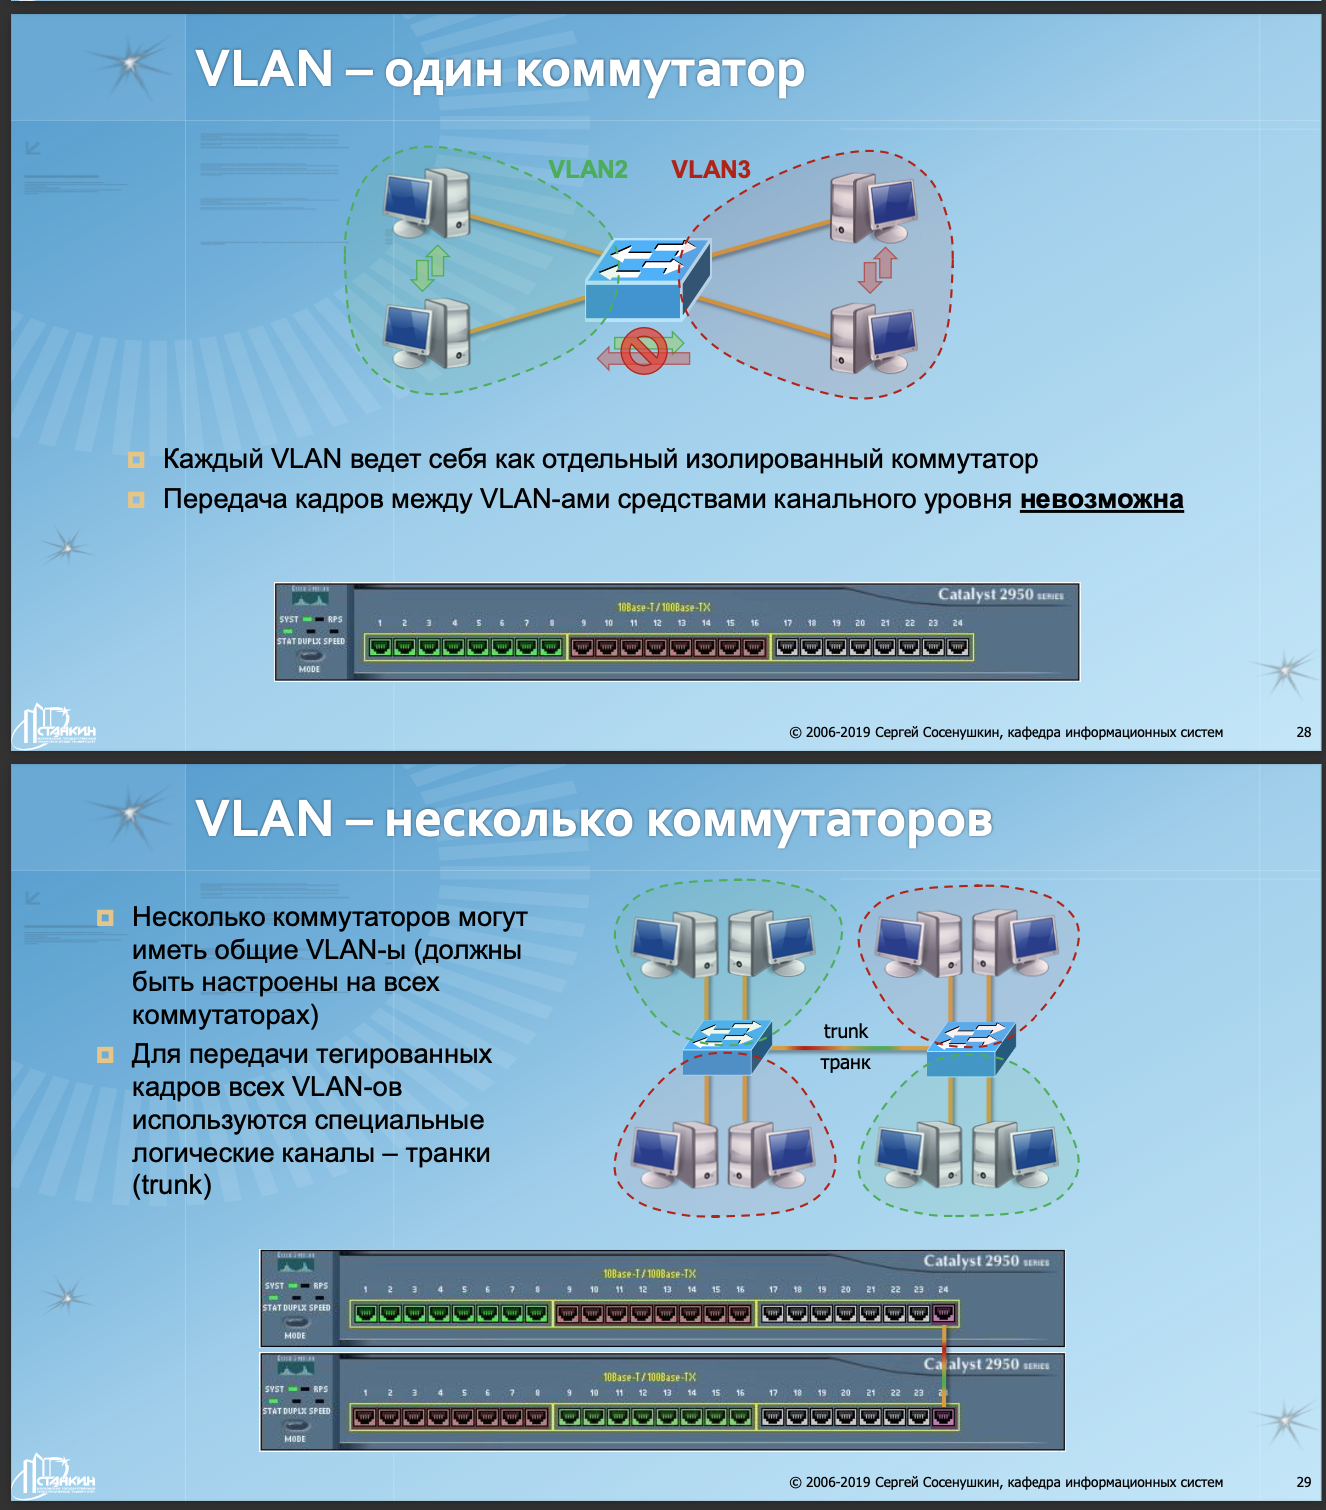 VLAN – один коммутатор
VLAN2 VLAN3
Каждый VLAN ведет себя как отдельный изолированный коммутатор
Передача кадров между VLAN-ами средствами канального уровня невозможна
Catalyst 2950 SERIES
10Base-T / 100Base-TX
SYST RPS
1 2 3 4 5 6 7 8 9 10 11 12 13 14 15 16 17 18 19 20 21 22 23 24
STAT DUPLX SPEED
MODE
СТАНКИН
© 2006-2019 Сергей Сосенушкин, кафедра информационных систем 28
VLAN – несколько коммутаторов
Несколько коммутаторов могут
иметь общие VLAN-ы (должны
быть настроены на всех
коммутаторах)
Для передачи тегированных
кадров всех VLAN-ов
используются специальные
логические каналы – транки
(trunk)
trunk
транк
Catalyst 2950 SERIES
10Base-T / 100Base-TX
SYST RPS
1 2 3 4 5 6 7 8 9 10 11 12 13 14 15 16 17 18 19 20 21 22 23 24
STAT DUPLX SPEED
MODE
Catalyst 2950 SERIES
10Base-T / 100Base-TX
SYST RPS
1 2 3 4 5 6 7 8 9 10 11 12 13 14 15 16 17 18 19 20 21 22 23
STAT DUPLX SPEED
MODE
СТАНКИН
© 2006-2019 Сергей Сосенушкин, кафедра информационных систем 29